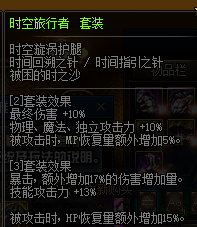 时空旅行者 套装
时空漩涡护腿
时间回溯之针 / 时间指引之针
被困的时之沙
[2]套装效果
最终伤害 +10%
物理、魔法、独立攻击力 +10%
被攻击时，MP恢复量额外增加5%。
[3]套装效果
暴击，额外增加17%的伤害增加量。
技能攻击力 +13%
被攻击时，HP恢复量额外增加15%。